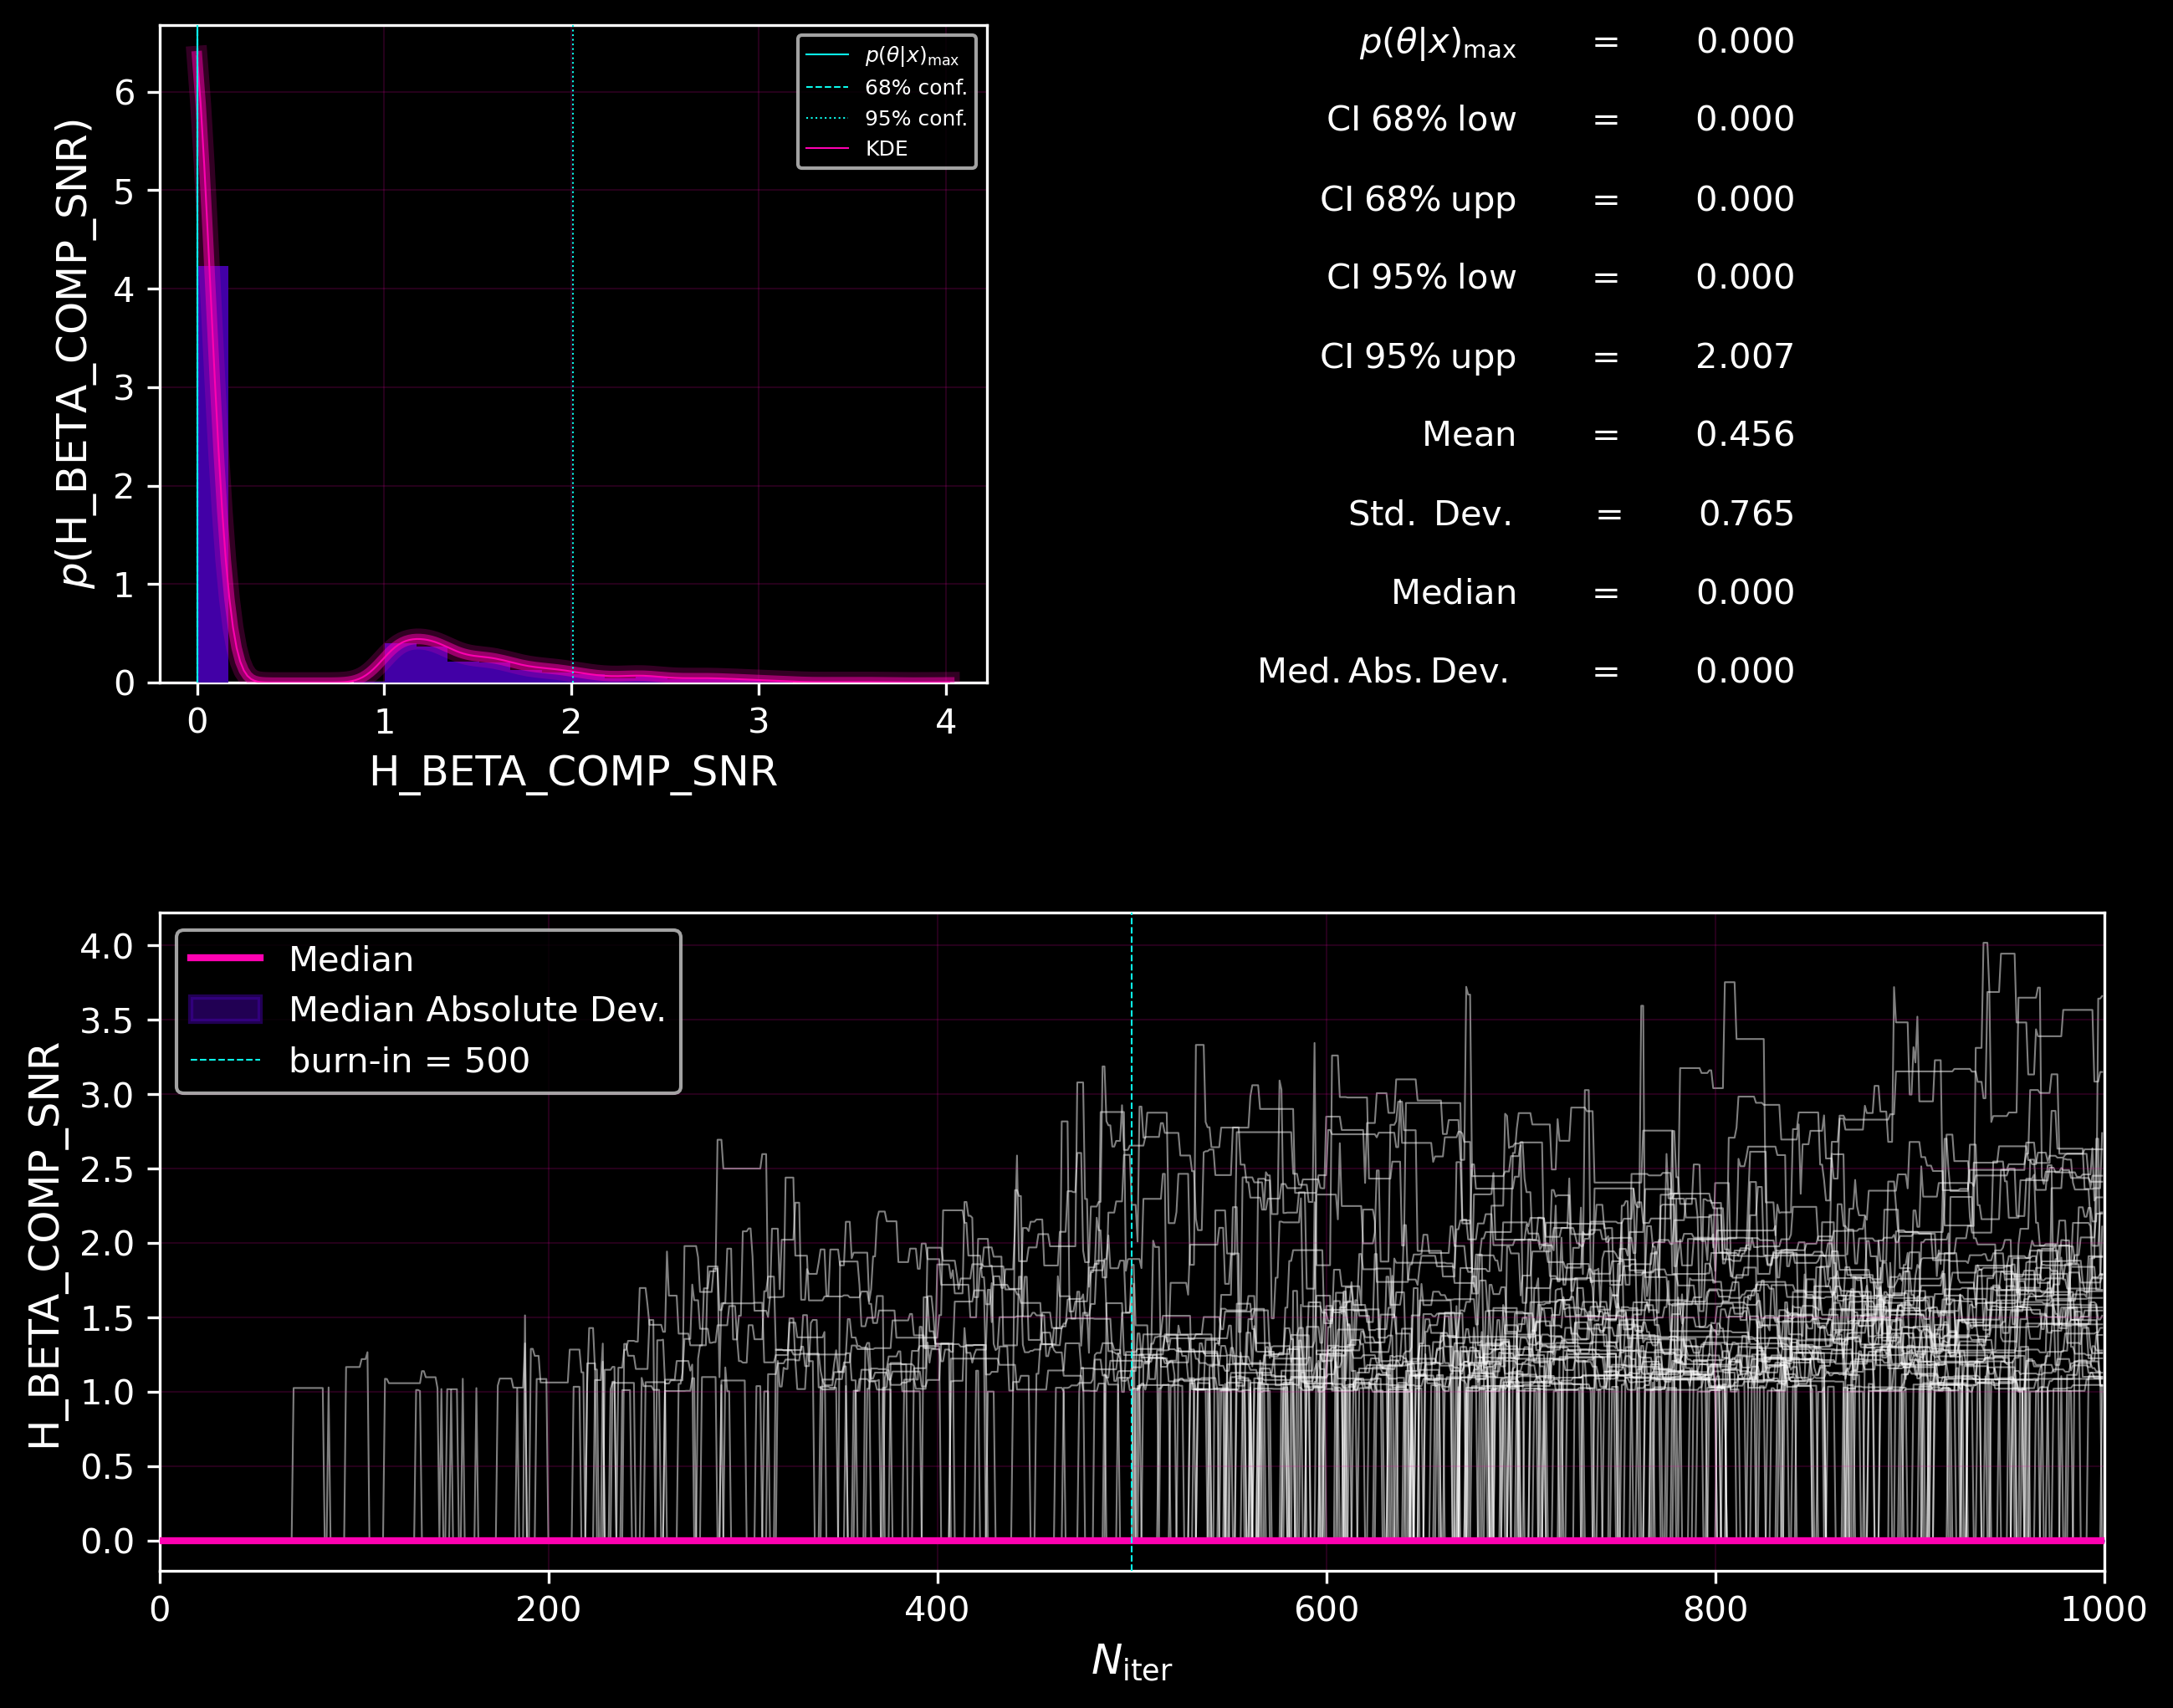 p(H_BETA_COMP_SNR)
6
5
4
3
2
1
0
0 1 2 3 4
H_BETA_COMP_SNR
p(θ|x)max
68% conf.
95% conf.
KDE
p(θ|x)max = 0.000
CI 68% low = 0.000
CI 68% upp = 0.000
CI 95% low = 0.000
CI 95% upp = 2.007
Mean = 0.456
Std. Dev. = 0.765
Median = 0.000
Med. Abs. Dev. = 0.000
H_BETA_COMP_SNR
4.0
3.5
3.0
2.5
2.0
1.5
1.0
0.5
0.0
Median
Median Absolute Dev.
burn-in = 500
0 200 400 600 800 1000
Niter